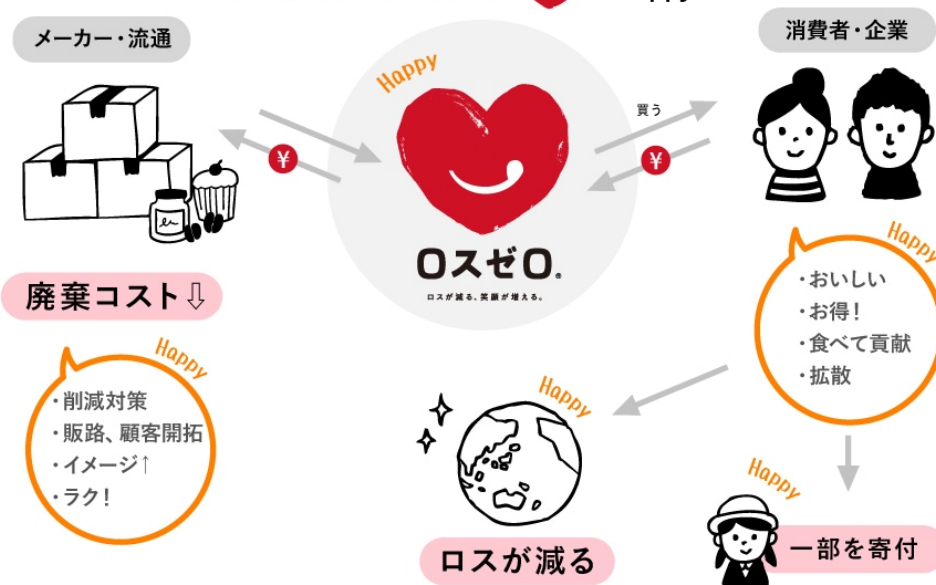 メーカー・流通
消費者・企業
Happy
買う
¥
¥
ロスゼロ®
ロスが減る、笑顔が増える。
廃棄コスト⇩
Happy
・削減対策
・販路、顧客開拓
・イメージ↑
・ラク！
Happy
・おいしい
・お得！
・食べて貢献
・拡散
Happy
ロスが減る
Happy
一部を寄付